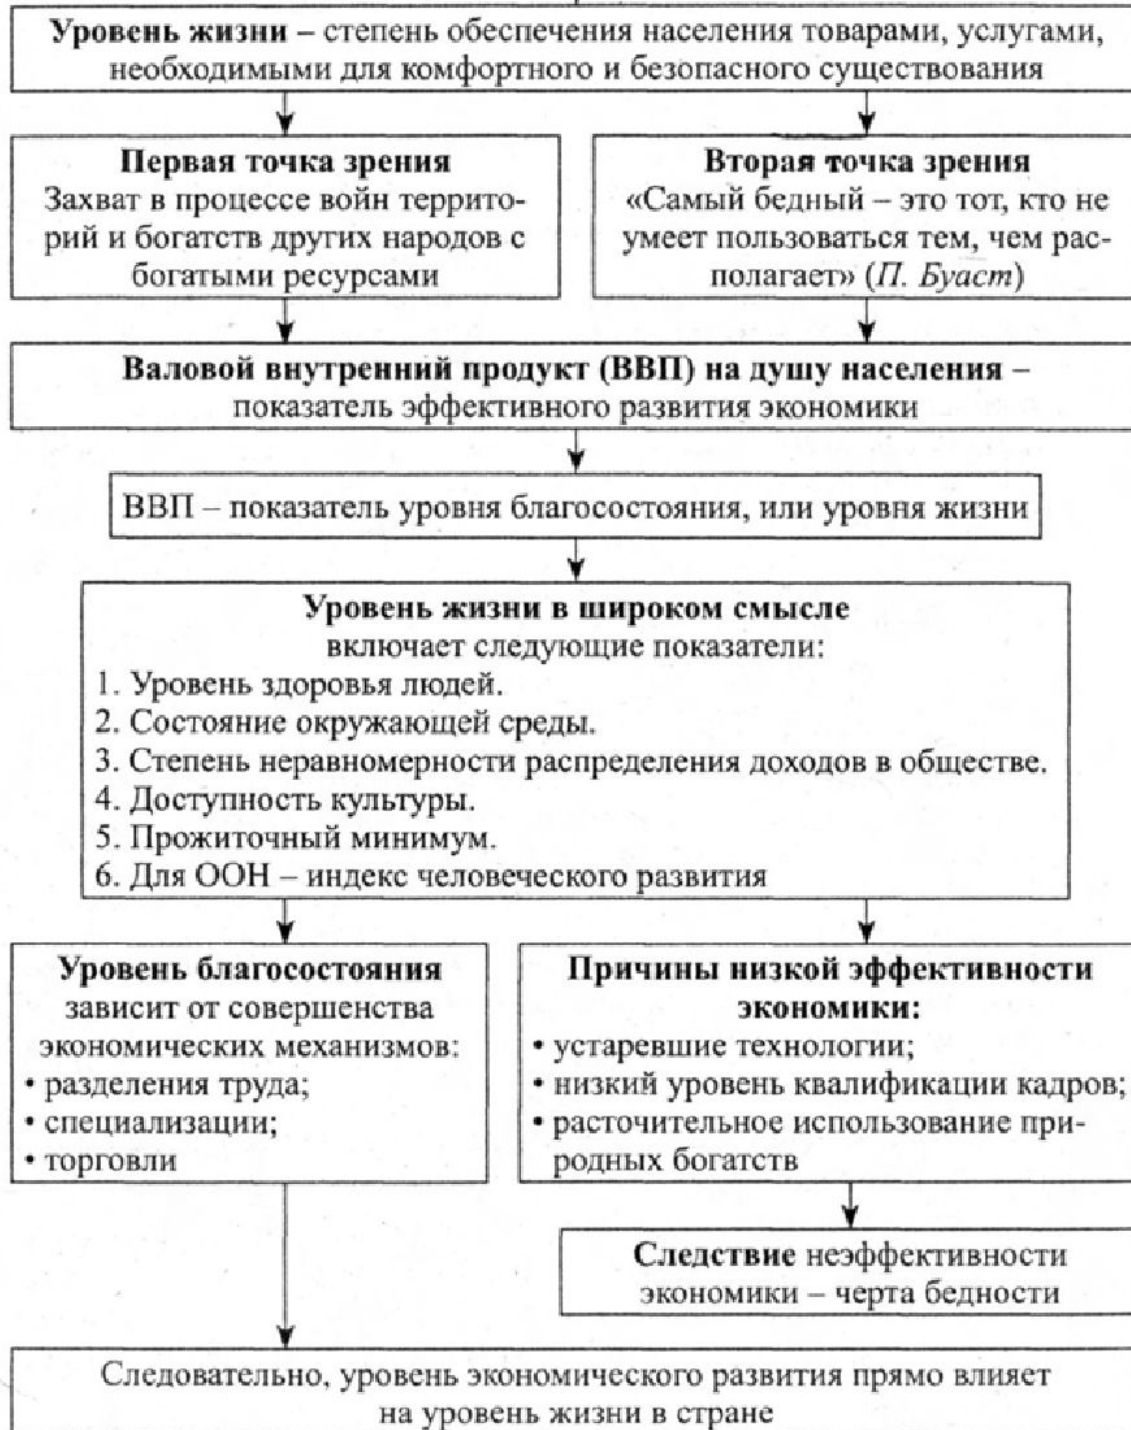 Уровень жизни – степень обеспечения населения товарами, услугами,
необходимыми для комфортного и безопасного существования
Первая точка зрения
Захват в процессе войн террито-
рий и богатств других народов с
богатыми ресурсами
Вторая точка зрения
«Самый бедный – это тот, кто не
умеет пользоваться тем, чем рас-
полагает» (П. Буаст)
Валовой внутренний продукт (ВВП) на душу населения –
показатель эффективного развития экономики
ВВП – показатель уровня благосостояния, или уровня жизни
Уровень жизни в широком смысле
включает следующие показатели:
1. Уровень здоровья людей.
2. Состояние окружающей среды.
3. Степень неравномерности распределения доходов в обществе.
4. Доступность культуры.
5. Прожиточный минимум.
6. Для ООН – индекс человеческого развития
Уровень благосостояния
зависит от совершенства
экономических механизмов:
• разделения труда;
• специализации;
• торговли
Причины низкой эффективности
экономики:
• устаревшие технологии;
• низкий уровень квалификации кадров;
• расточительное использование при-
родных богатств
Следствие неэффективности
экономики – черта бедности
Следовательно, уровень экономического развития прямо влияет
на уровень жизни в стране